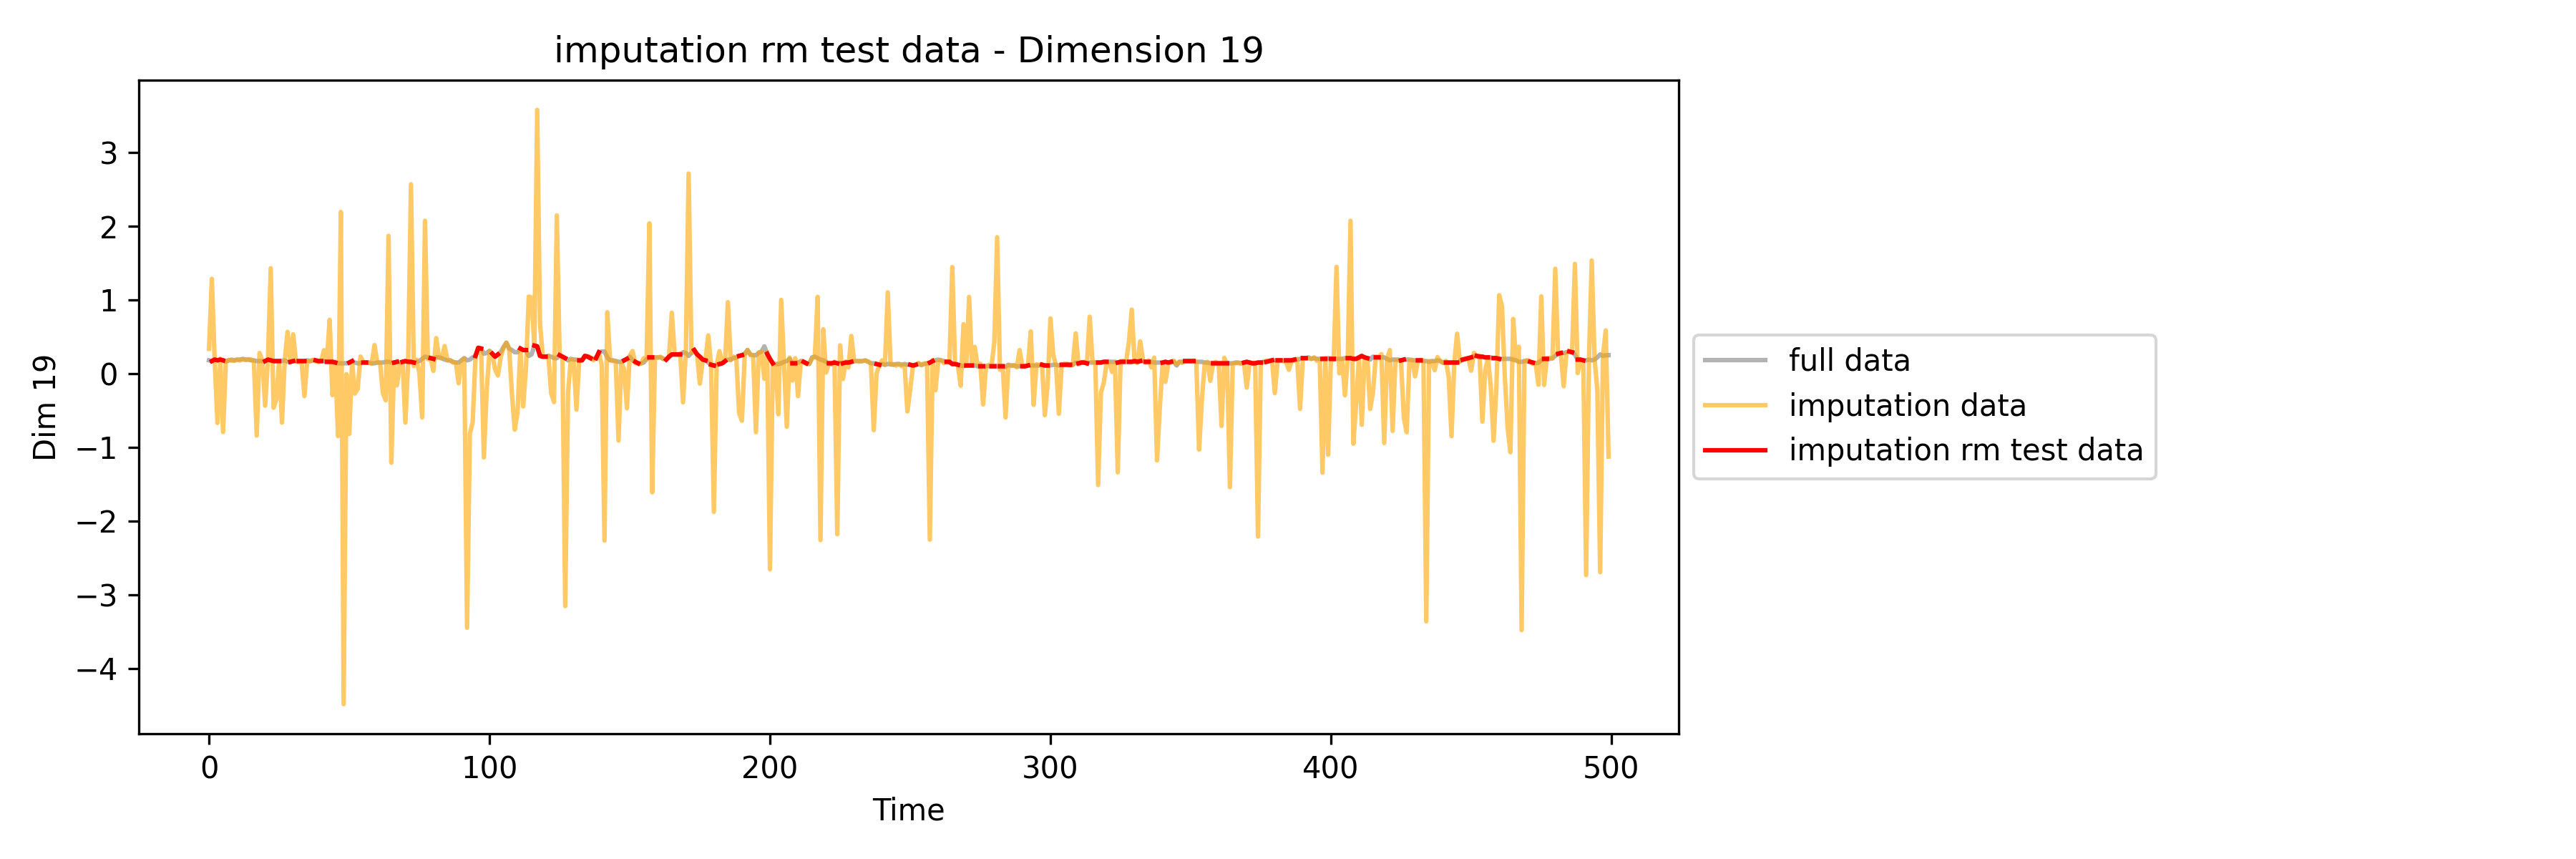 imputation rm test data - Dimension 19
Dim 19
3
2
1
0
−1
−2
−3
−4
0 100 200 300 400 500
Time
full data
imputation data
imputation rm test data